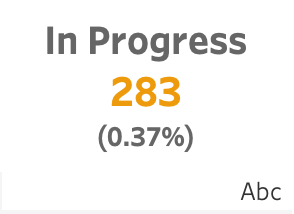 In Progress
283
(0.37%)
Abc